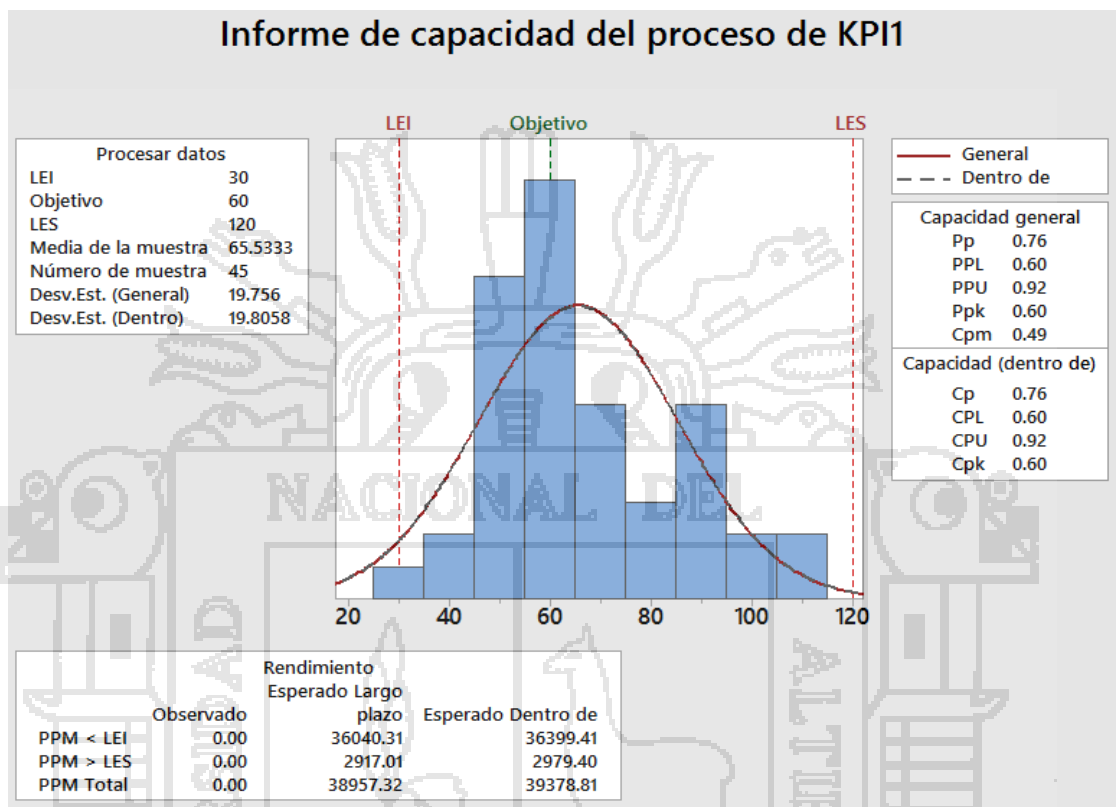 Informe de capacidad del proceso de KPI1
LEI Objetivo LES
Procesar datos
LEI 30
Objetivo 60
LES 120
Media de la muestra 65.5333
Número de muestra 45
Desv.Est. (General) 19.756
Desv.Est. (Dentro) 19.8058
General
Dentro de
Capacidad general
Pp 0.76
PPL 0.60
PPU 0.92
Ppk 0.60
Cpm 0.49
Capacidad (dentro de)
Cp 0.76
CPL 0.60
CPU 0.92
Cpk 0.60
NACIONAL DEL
20 40 60 80 100 120
Rendimiento
Esperado Largo
Observado plazo Esperado Dentro de
PPM < LEI 0.00 36040.31 36399.41
PPM > LES 0.00 2917.01 2979.40
PPM Total 0.00 38957.32 39378.81